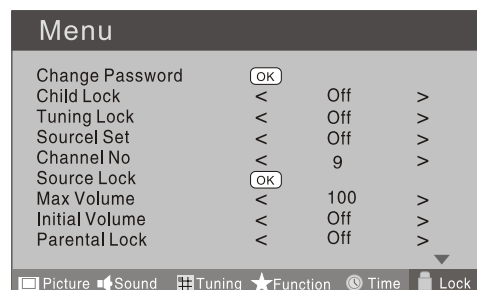 Menu
Change Password OK
Child Lock < Off >
Tuning Lock < Off >
Sourcel Set < Off >
Channel No < 9 >
Source Lock OK
Max Volume < 100 >
Initial Volume < Off >
Parental Lock < Off >
Picture Sound Tuning Function Time Lock